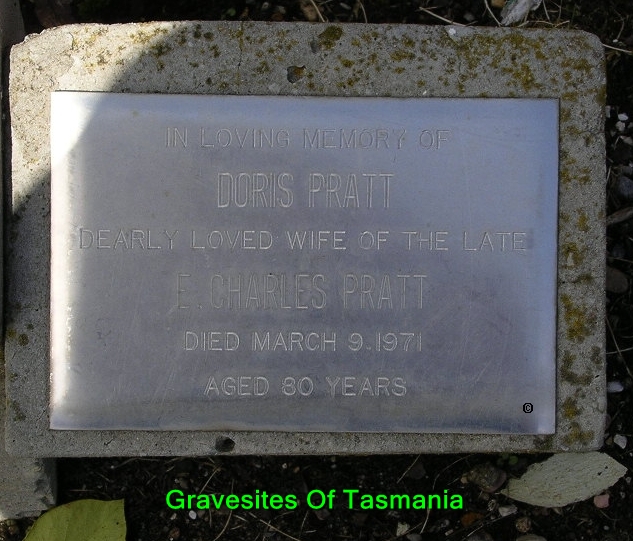 IN LOVING MEMORY OF
DORIS PRATT
DEARLY LOVED WIFE OF THE LATE
E. CHARLES PRATT
DIED MARCH 9.1971
AGED 80 YEARS
©
Gravesites Of Tasmania